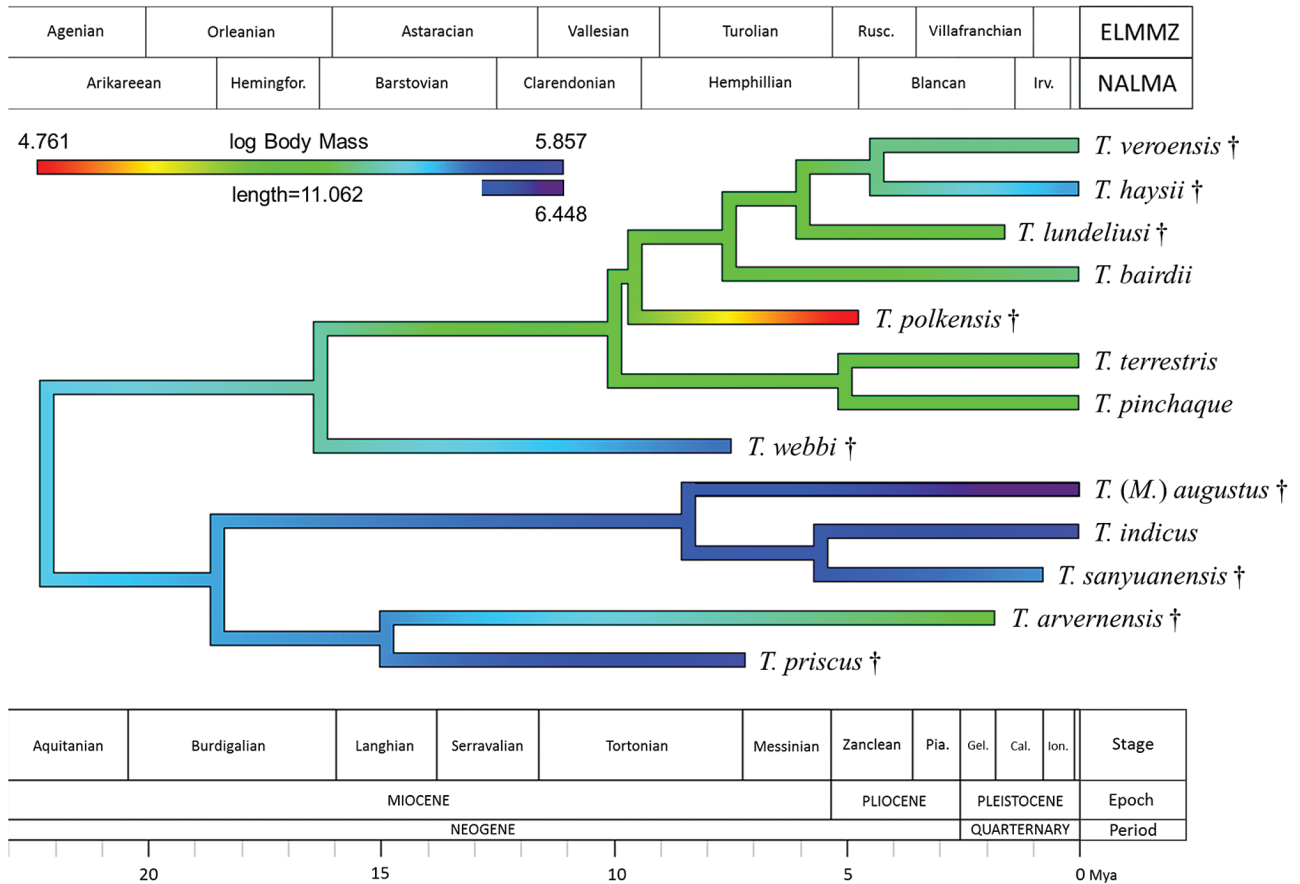 Agenian Orleanian Astaracian Vallesian Turolian Rusc. Villafranchian ELMMZ
Arikareean Hemingfor. Barstovian Clarendonian Hemphillian Blancan Irv. NALMA
4.761 log Body Mass 5.857
length=11.062
6.448
T. veroensis †
T. haysii †
T. lundeliusi †
T. bairdii
T. polkensis †
T. terrestris
T. pinchaque
T. webbi †
T. (M.) augustus †
T. indicus
T. sanyuanensis †
T. arvernensis †
T. priscus †
Aquitanian Burdigalian Langhian Serravalian Tortonian Messinian Zanclean Pia. Gel. Cal. Ion. Stage
MIOCENE PLIOCENE PLEISTOCENE Epoch
NEOGENE QUARTERNARY Period
20 15 10 5 0 Mya